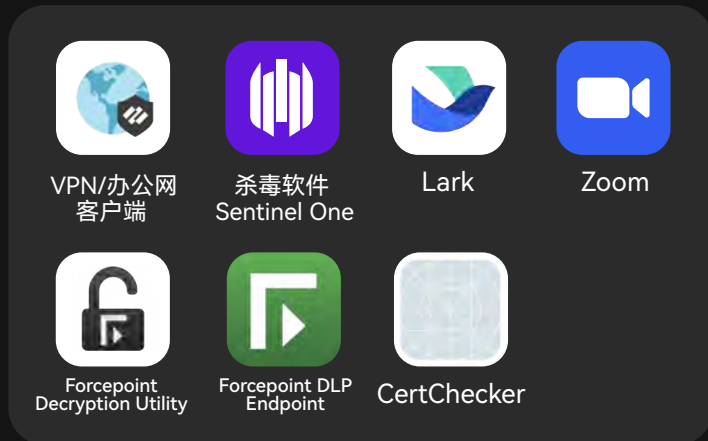 VPN/办公网
客户端
杀毒软件
Sentinel One
Lark
Zoom
Forcepoint
Decryption Utility
Forcepoint DLP
Endpoint
CertChecker